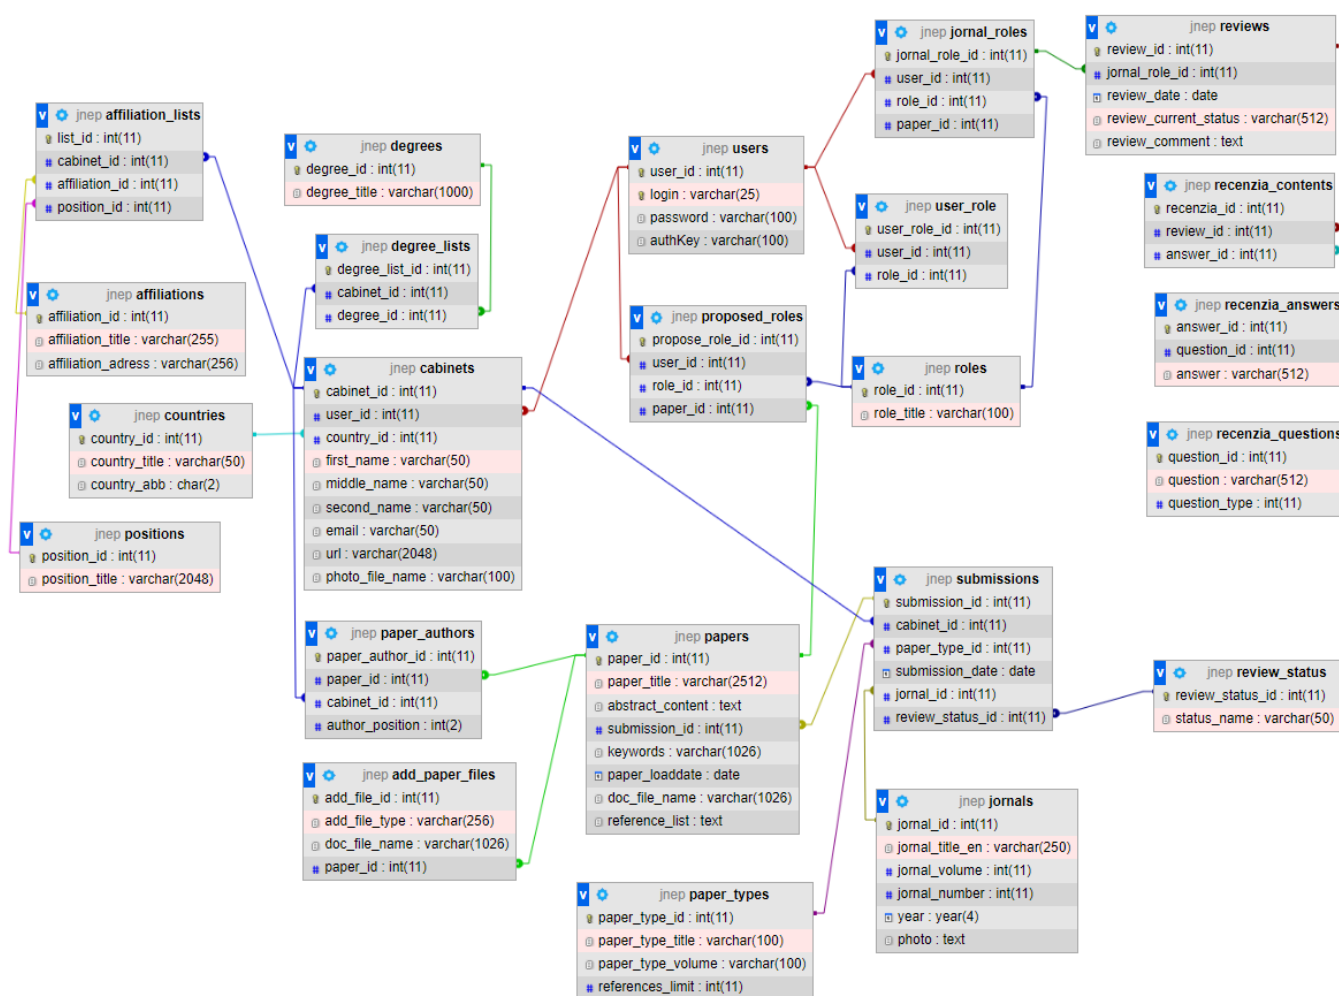 jnep affiliation_lists
list_id : int(11)
cabinet_id : int(11)
affiliation_id : int(11)
position_id : int(11)
jnep degrees
degree_id : int(11)
degree_title : varchar(1000)
jnep degree_lists
degree_list_id : int(11)
cabinet_id : int(11)
degree_id : int(11)
jnep affiliations
affiliation_id : int(11)
affiliation_title : varchar(255)
affiliation_adress : varchar(256)
jnep countries
country_id : int(11)
country_title : varchar(50)
country_abb : char(2)
jnep positions
position_id : int(11)
position_title : varchar(2048)
jnep cabinets
cabinet_id : int(11)
user_id : int(11)
country_id : int(11)
first_name : varchar(50)
middle_name : varchar(50)
second_name : varchar(50)
email : varchar(50)
url : varchar(2048)
photo_file_name : varchar(100)
jnep paper_authors
paper_author_id : int(11)
paper_id : int(11)
cabinet_id : int(11)
author_position : int(2)
jnep add_paper_files
add_file_id : int(11)
add_file_type : varchar(256)
doc_file_name : varchar(1026)
paper_id : int(11)
jnep users
user_id : int(11)
login : varchar(25)
password : varchar(100)
authKey : varchar(100)
jnep proposed_roles
propose_role_id : int(11)
user_id : int(11)
role_id : int(11)
paper_id : int(11)
jnep papers
paper_id : int(11)
paper_title : varchar(2512)
abstract_content : text
submission_id : int(11)
keywords : varchar(1026)
paper_loaddate : date
doc_file_name : varchar(1026)
reference_list : text
jnep paper_types
paper_type_id : int(11)
paper_type_title : varchar(100)
paper_type_volume : varchar(100)
references_limit : int(11)
jnep jornal_roles
jornal_role_id : int(11)
user_id : int(11)
role_id : int(11)
paper_id : int(11)
jnep user_role
user_role_id : int(11)
user_id : int(11)
role_id : int(11)
jnep roles
role_id : int(11)
role_title : varchar(100)
jnep submissions
submission_id : int(11)
cabinet_id : int(11)
paper_type_id : int(11)
submission_date : date
jornal_id : int(11)
review_status_id : int(11)
jnep jornals
jornal_id : int(11)
jornal_title_en : varchar(250)
jornal_volume : int(11)
jornal_number : int(11)
year : year(4)
photo : text
jnep reviews
review_id : int(11)
jornal_role_id : int(11)
review_date : date
review_current_status : varchar(512)
review_comment : text
jnep recenzia_contents
recenzia_id : int(11)
review_id : int(11)
answer_id : int(11)
jnep recenzia_answers
answer_id : int(11)
question_id : int(11)
answer : varchar(512)
jnep recenzia_questions
question_id : int(11)
question : varchar(512)
question_type : int(11)
jnep review_status
review_status_id : int(11)
status_name : varchar(50)